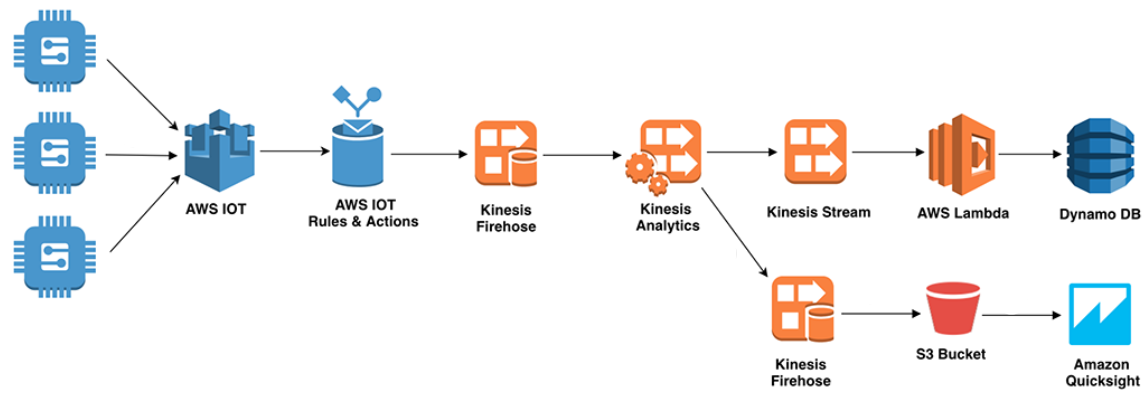 AWS IOT
AWS IOT
Rules & Actions
Kinesis
Firehose
Kinesis
Analytics
Kinesis Stream
AWS Lambda
Dynamo DB
Kinesis
Firehose
S3 Bucket
Amazon
Quicksight